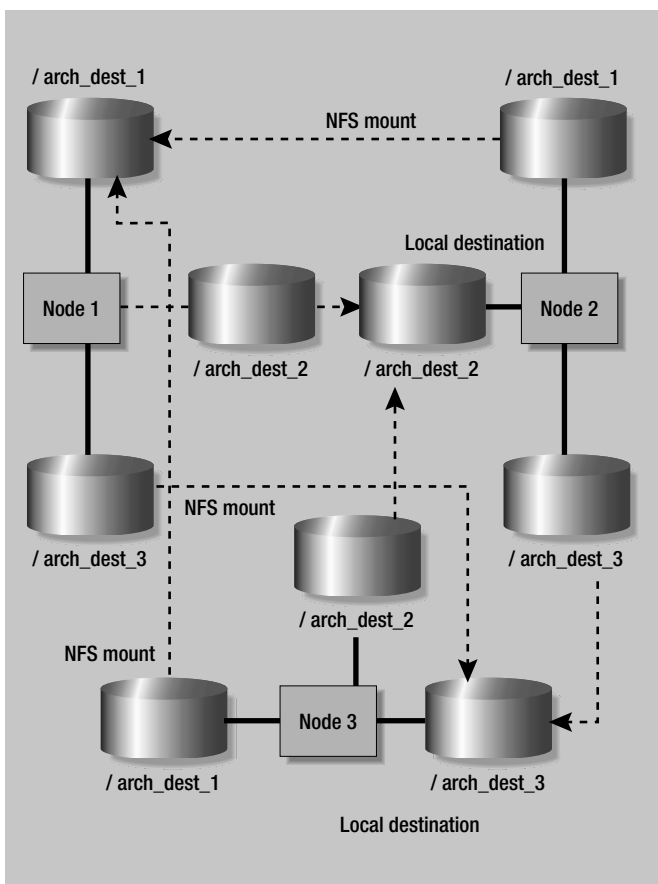 / arch_dest_1
/ arch_dest_1
NFS mount
Local destination
Node 1
Node 2
/ arch_dest_2
/ arch_dest_2
NFS mount
/ arch_dest_3
/ arch_dest_3
/ arch_dest_2
NFS mount
Node 3
/ arch_dest_1
/ arch_dest_3
Local destination